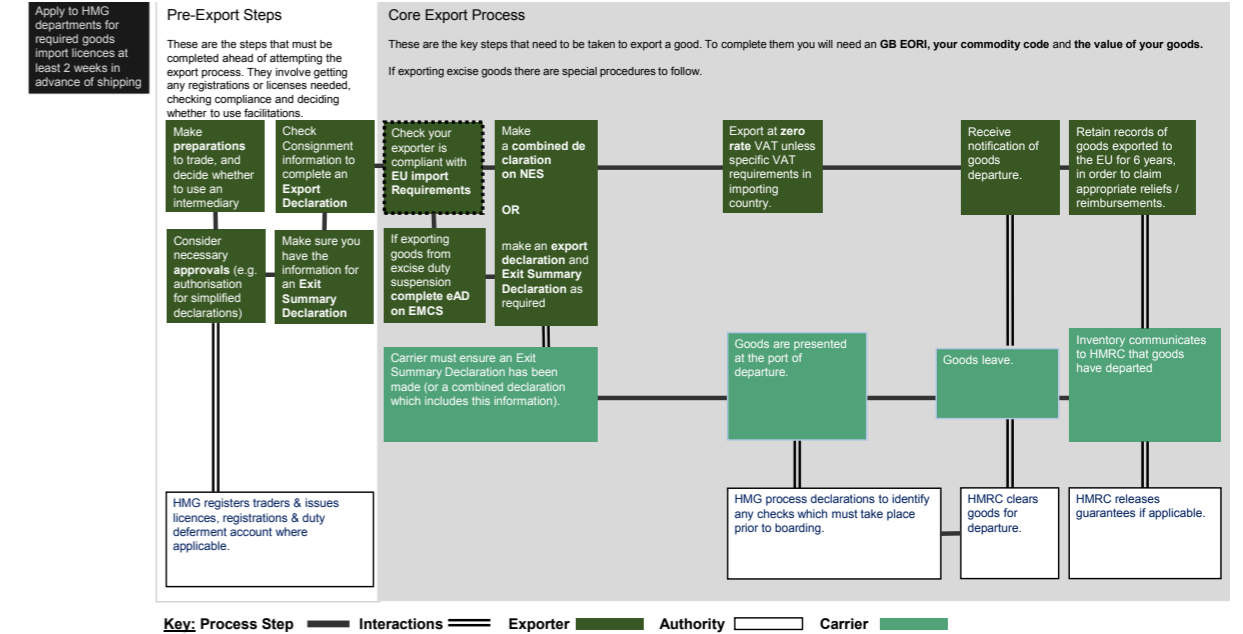 Apply to HMG
departments for
required goods
import licences at
least 2 weeks in
advance of shipping
Pre-Export Steps
These are the steps that must be
completed ahead of attempting the
export process. They involve getting
any registrations or licenses needed,
checking compliance and deciding
whether to use facilitations.
Core Export Process
These are the key steps that need to be taken to export a good. To complete them you will need an GB EORI, your commodity code and the value of your goods.
If exporting excise goods there are special procedures to follow.
Make
preparations
to trade, and
decide whether
to use an
intermediary
Check
Consignment
information to
complete an
Export
Declaration
Check your
exporter is
compliant with
EU import
Requirements
Make
a combined de
claration
on NES
OR
make an export
declaration and
Exit Summary
Declaration as
required
Export at zero
rate VAT unless
specific VAT
requirements in
importing
country.
Receive
notification of
goods
departure.
Retain records of
goods exported to
the EU for 6 years,
in order to claim
appropriate reliefs /
reimbursements.
Consider
necessary
approvals (e.g.
authorisation
for simplified
declarations)
Make sure you
have the
information for
an Exit
Summary
Declaration
If exporting
goods from
excise duty
suspension
complete eAD
on EMCS
Carrier must ensure an Exit
Summary Declaration has been
made (or a combined declaration
which includes this information).
Goods are presented
at the port of
departure.
Goods leave.
Inventory communicates
to HMRC that goods
have departed
HMG registers traders & issues
licences, registrations & duty
deferment account where
applicable.
HMG process declarations to identify
any checks which must take place
prior to boarding.
HMRC clears
goods for
departure.
HMRC releases
guarantees if applicable.
Key: Process Step Interactions Exporter Authority Carrier